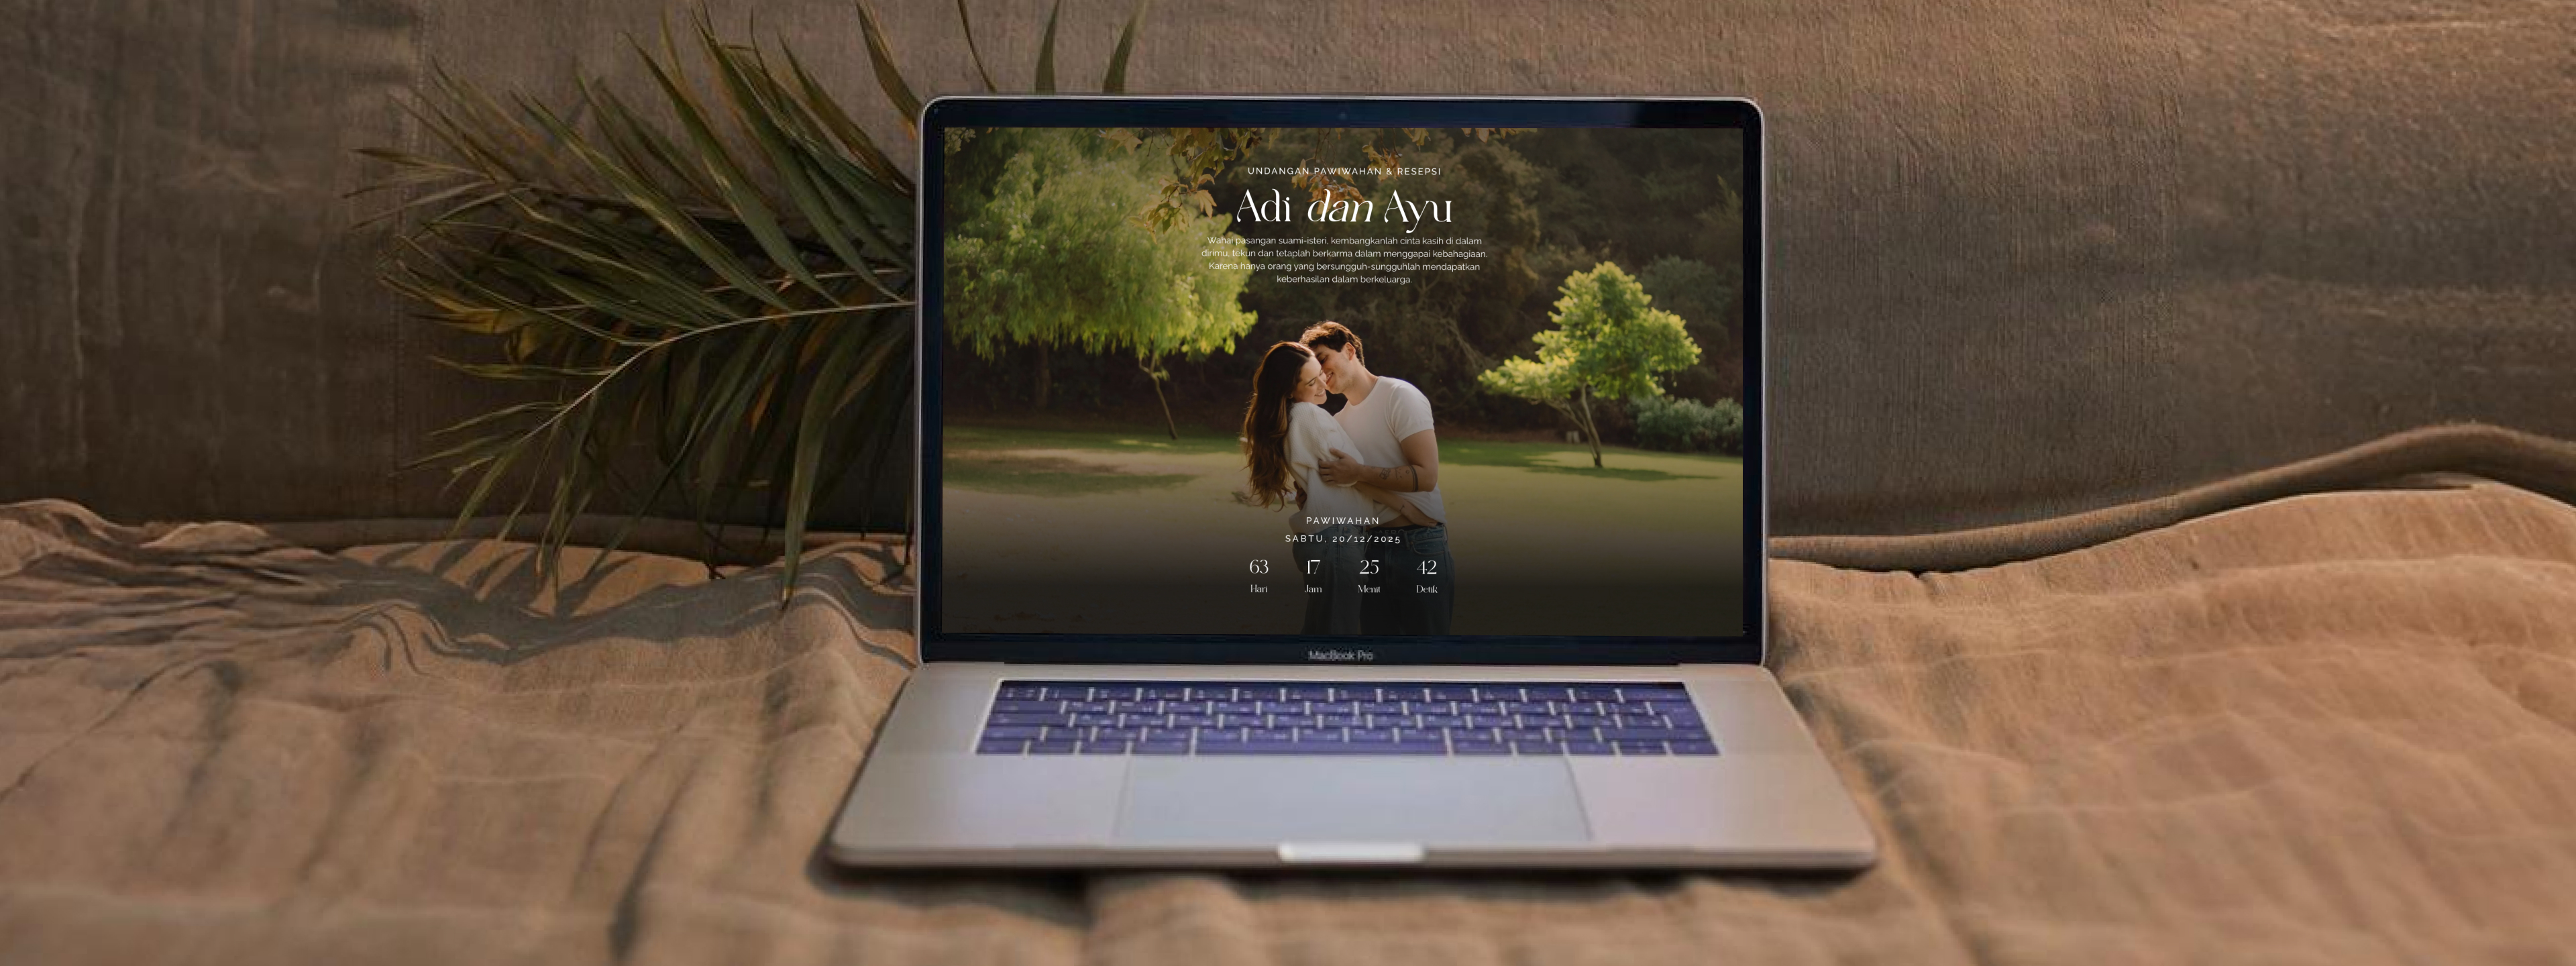 UNDANGAN PAWIWAHAN & RESEPSI
Adi dan Ayu
Wahai pasangan suami-isteri, kembangkanlah cinta kasih di dalam
dirimu, tekun dan tetaplah berkarma dalam menggapai kebahagiaan.
Karena hanya orang yang bersungguh-sungguhlah mendapatkan
keberhasilan dalam berkeluarga.
PAWIWAHAN
SABTU, 20/12/2025
63 17 25 42
Hari Jam Menit Detik
MacBook Pro